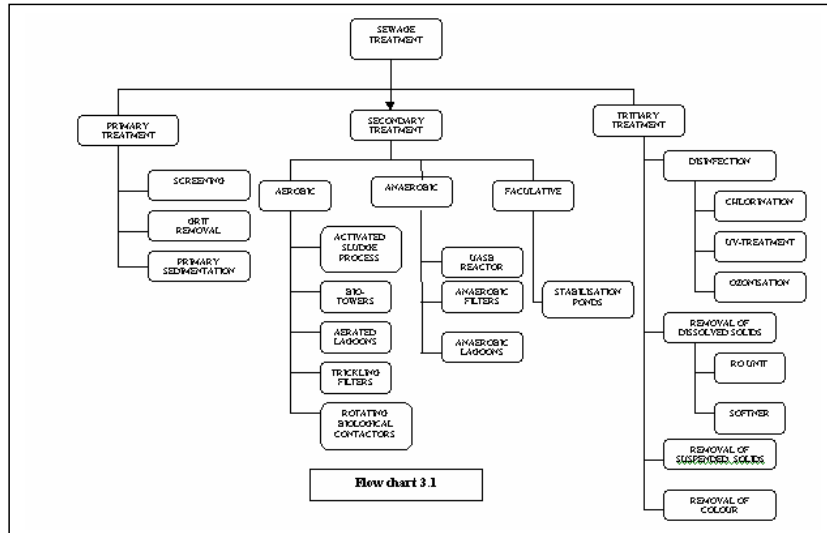 SEWAGE
TREATMENT
PRIMARY
TREATMENT
SECONDARY
TREATMENT
TRITIARY
TREATMENT
SCREENING
GRIT
REMOVAL
PRIMARY
SEDIMENTATION
AEROBIC
ANAEROBIC
FACULATIVE
ACTIVATED
SLUDGE
PROCESS
BIO-
TOWERS
AERATED
LAGOONS
TRICKLING
FILTERS
ROTATING
BIOLOGICAL
CONTACTORS
UASB
REACTOR
ANAEROBIC
FILTERS
ANAEROBIC
LAGOONS
STABILISATION
PONDS
DISINFECTION
CHLORINATION
UV-TREATMENT
OZONISATION
REMOVAL OF
DISSOLVED SOLIDS
RO UNIT
SOFTNER
REMOVAL OF
SUSPENDED SOLIDS
REMOVAL OF
COLOUR
Flow chart 3.1